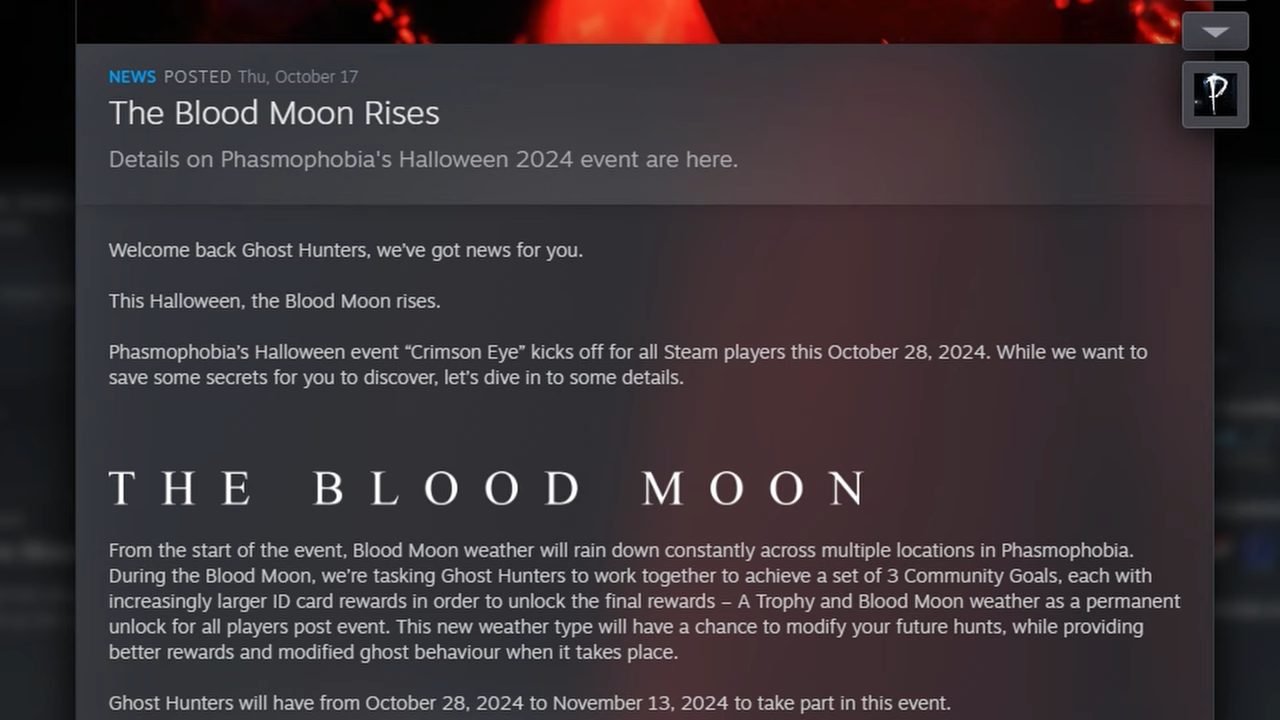 NEWS POSTED Thu, October 17
The Blood Moon Rises
Details on Phasmophobia's Halloween 2024 event are here.
Welcome back Ghost Hunters, we've got news for you.
This Halloween, the Blood Moon rises.
Phasmophobia's Halloween event “Crimson Eye” kicks off for all Steam players this October 28, 2024. While we want to
save some secrets for you to discover, let's dive in to some details.
THE BLOOD MOON
From the start of the event, Blood Moon weather will rain down constantly across multiple locations in Phasmophobia.
During the Blood Moon, we're tasking Ghost Hunters to work together to achieve a set of 3 Community Goals, each with
increasingly larger ID card rewards in order to unlock the final rewards – A Trophy and Blood Moon weather as a permanent
unlock for all players post event. This new weather type will have a chance to modify your future hunts, while providing
better rewards and modified ghost behaviour when it takes place.
Ghost Hunters will have from October 28, 2024 to November 13, 2024 to take part in this event.